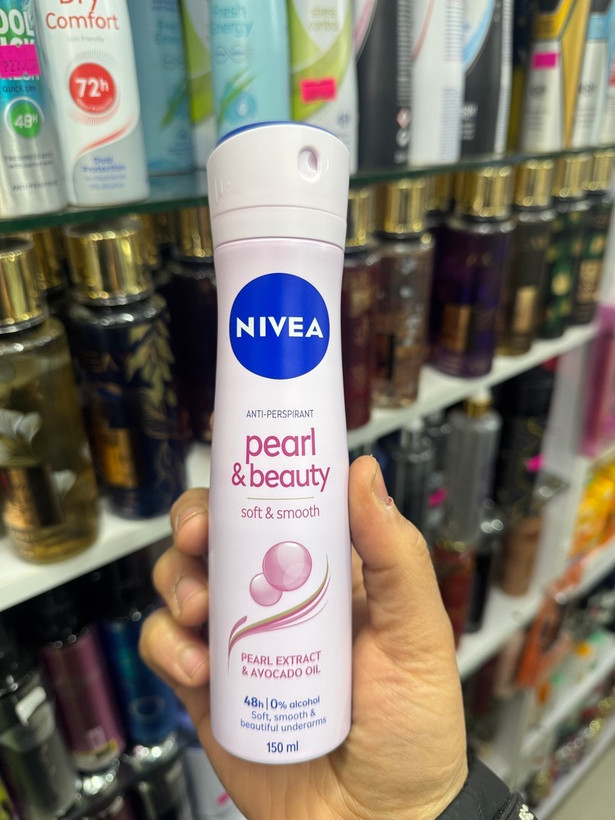 Dry
Comfort
72h
48h
NIVEA
ANTI-PERSPIRANT
pearl
& beauty
soft & smooth
PEARL EXTRACT
& AVOCADO OIL
48h | 0% alcohol
Soft, smooth &
beautiful underarms
150 ml